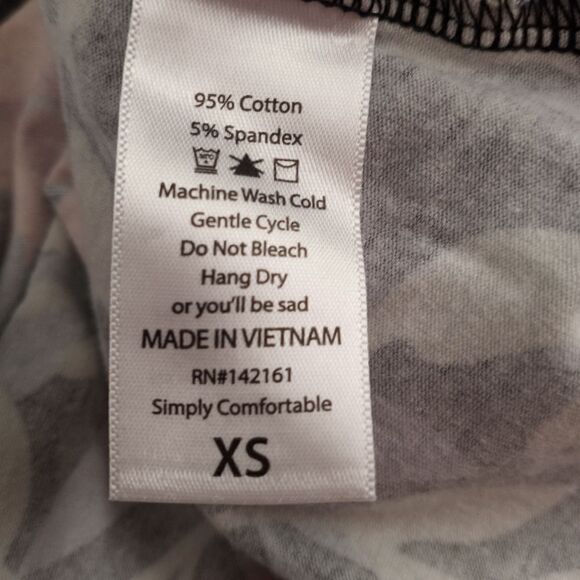 95% Cotton
5% Spandex
Machine Wash Cold
Gentle Cycle
Do Not Bleach
Hang Dry
or you'll be sad
MADE IN VIETNAM
RN#142161
Simply Comfortable
XS